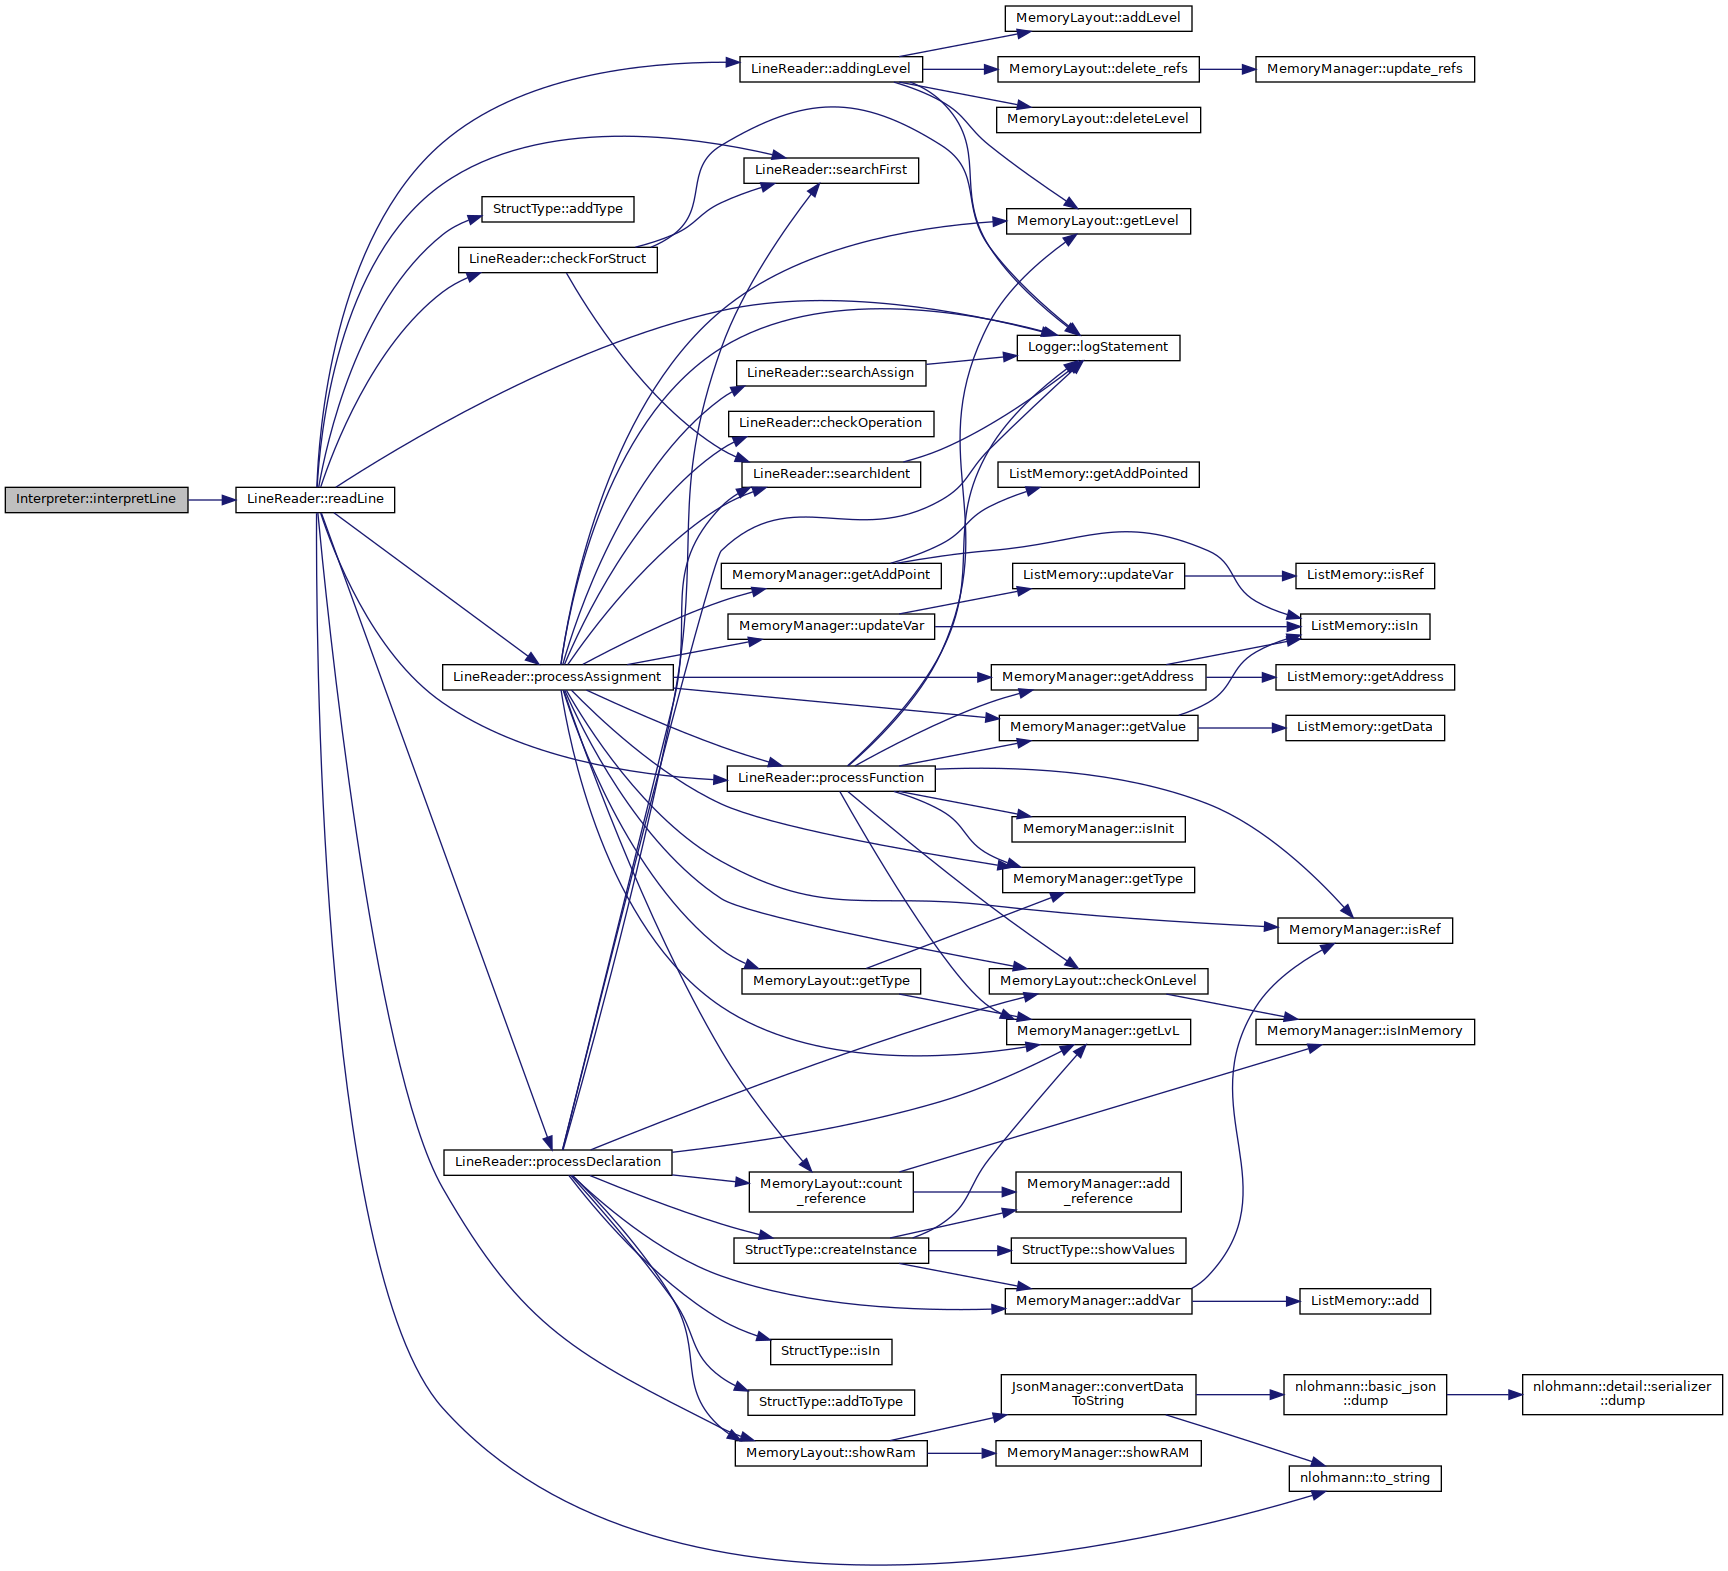 MemoryLayout::addLevel
LineReader::addingLevel
MemoryLayout::delete_refs
MemoryManager::update_refs
MemoryLayout::deleteLevel
LineReader::searchFirst
StructType::addType
MemoryLayout::getLevel
LineReader::checkForStruct
Logger::logStatement
LineReader::searchAssign
LineReader::checkOperation
LineReader::searchIdent
ListMemory::getAddPointed
Interpreter::interpretLine
LineReader::readLine
MemoryManager::getAddPoint
ListMemory::updateVar
ListMemory::isRef
MemoryManager::updateVar
ListMemory::isIn
LineReader::processAssignment
MemoryManager::getAddress
ListMemory::getAddress
MemoryManager::getValue
ListMemory::getData
LineReader::processFunction
MemoryManager::isInit
MemoryManager::getType
MemoryManager::isRef
MemoryLayout::getType
MemoryLayout::checkOnLevel
MemoryManager::getLvL
MemoryManager::isInMemory
LineReader::processDeclaration
MemoryLayout::count
_reference
MemoryManager::add
_reference
StructType::createInstance
StructType::showValues
MemoryManager::addVar
ListMemory::add
StructType::isIn
StructType::addToType
JsonManager::convertData
ToString
nlohmann::basic_json
::dump
nlohmann::detail::serializer
::dump
MemoryLayout::showRam
MemoryManager::showRAM
nlohmann::to_string